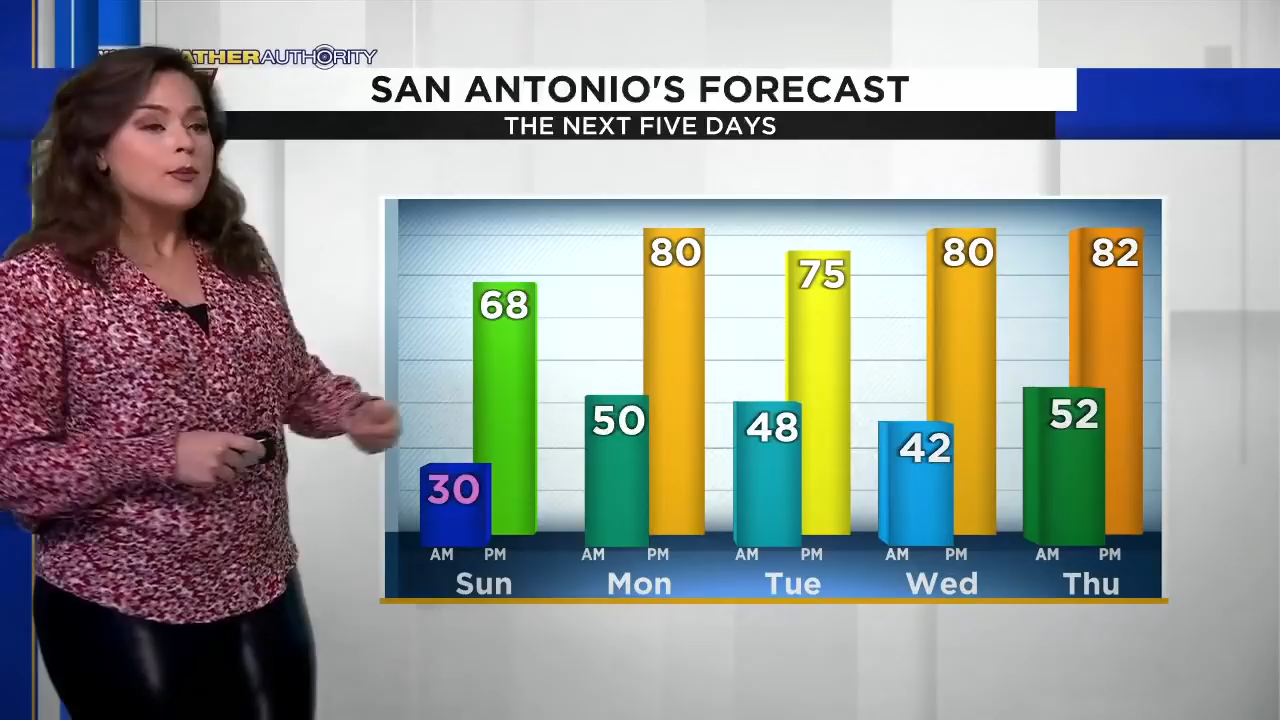 ATHERAUTHORITY
SAN ANTONIO'S FORECAST
THE NEXT FIVE DAYS
30 68 50 80 48 75 42 80 52 82
AM PM AM PM AM PM AM PM AM PM
Sun Mon Tue Wed Thu